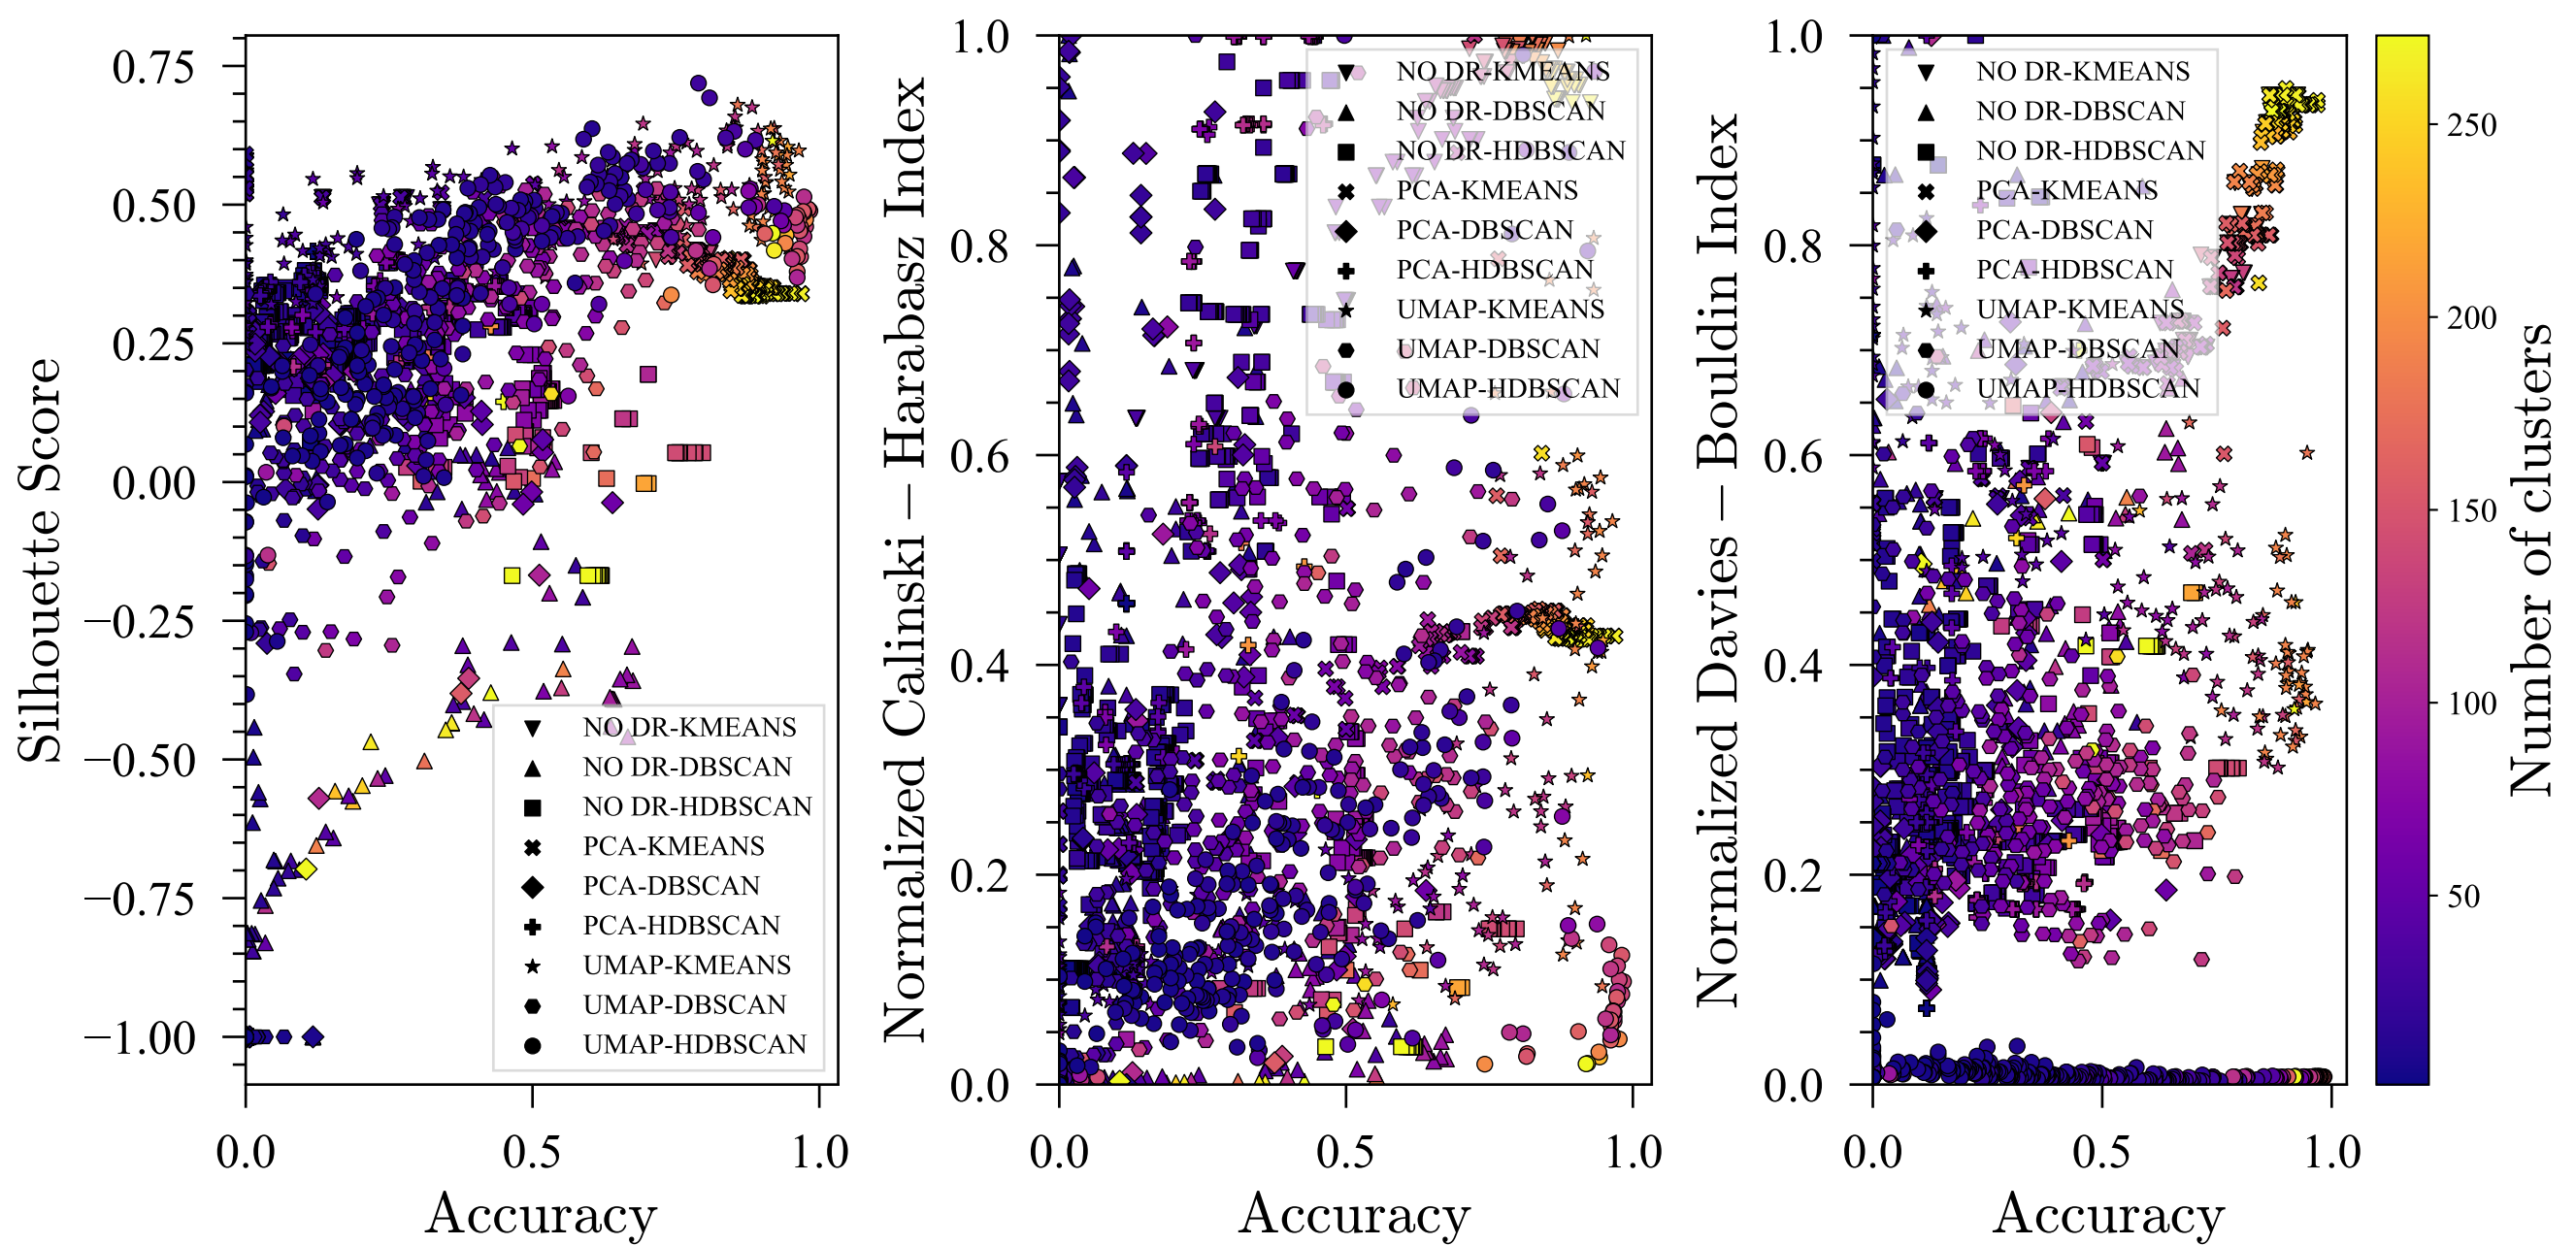 Silhouette Score
0.75
0.50
0.25
0.00
−0.25
−0.50
−0.75
−1.00
NO DR-KMEANS
NO DR-DBSCAN
NO DR-HDBSCAN
PCA-KMEANS
PCA-DBSCAN
PCA-HDBSCAN
UMAP-KMEANS
UMAP-DBSCAN
UMAP-HDBSCAN
0.0 0.5 1.0
Accuracy
Normalized Calinski – Harabasz Index
1.0
0.8
0.6
0.4
0.2
0.0
NO DR-KMEANS
NO DR-DBSCAN
NO DR-HDBSCAN
PCA-KMEANS
PCA-DBSCAN
PCA-HDBSCAN
UMAP-KMEANS
UMAP-DBSCAN
UMAP-HDBSCAN
0.0 0.5 1.0
Accuracy
Normalized Davies – Bouldin Index
1.0
0.8
0.6
0.4
0.2
0.0
NO DR-KMEANS
NO DR-DBSCAN
NO DR-HDBSCAN
PCA-KMEANS
PCA-DBSCAN
PCA-HDBSCAN
UMAP-KMEANS
UMAP-DBSCAN
UMAP-HDBSCAN
0.0 0.5 1.0
Accuracy
250
200
150
100
50
Number of clusters